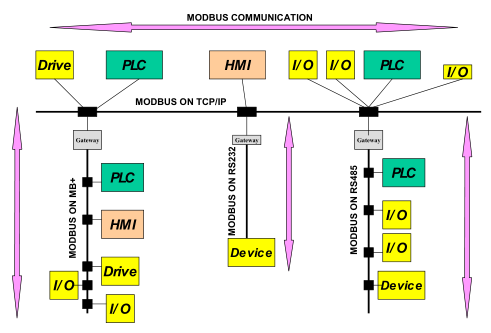 MODBUS COMMUNICATION
Drive
PLC
HMI
I/O
I/O
PLC
I/O
MODBUS ON TCP/IP
Gateway
Gateway
Gateway
MODBUS ON MB+
MODBUS ON RS232
MODBUS ON RS485
PLC
HMI
Drive
I/O
I/O
Device
PLC
I/O
I/O
Device